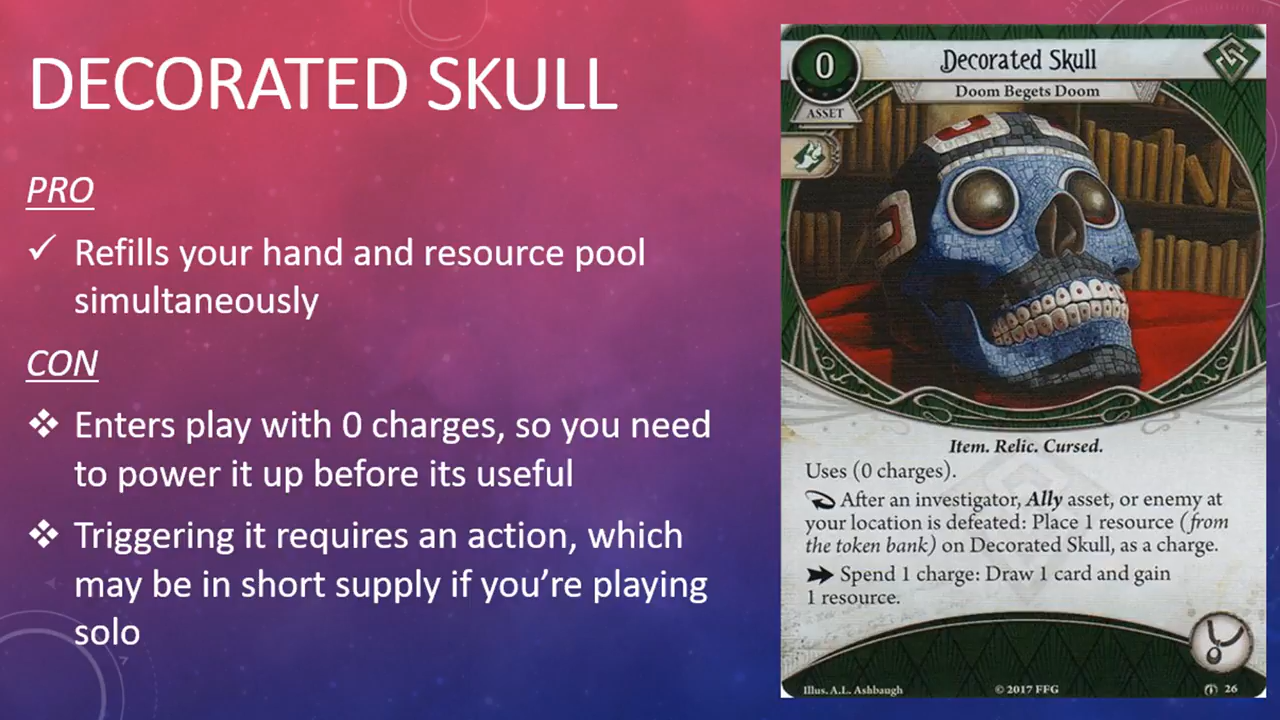 DECORATED SKULL
PRO
Refills your hand and resource pool
simultaneously
CON
Enters play with 0 charges, so you need
to power it up before its useful
Triggering it requires an action, which
may be in short supply if you’re playing
solo
0
Decorated Skull
Doom Begets Doom
ASSET
Item. Relic. Cursed.
Uses (0 charges).
After an investigator, Ally asset, or enemy at
your location is defeated: Place 1 resource (from
the token bank) on Decorated Skull, as a charge.
Spend 1 charge: Draw 1 card and gain
1 resource.
Illus. A.L. Ashbaugh
© 2017 FFG
26